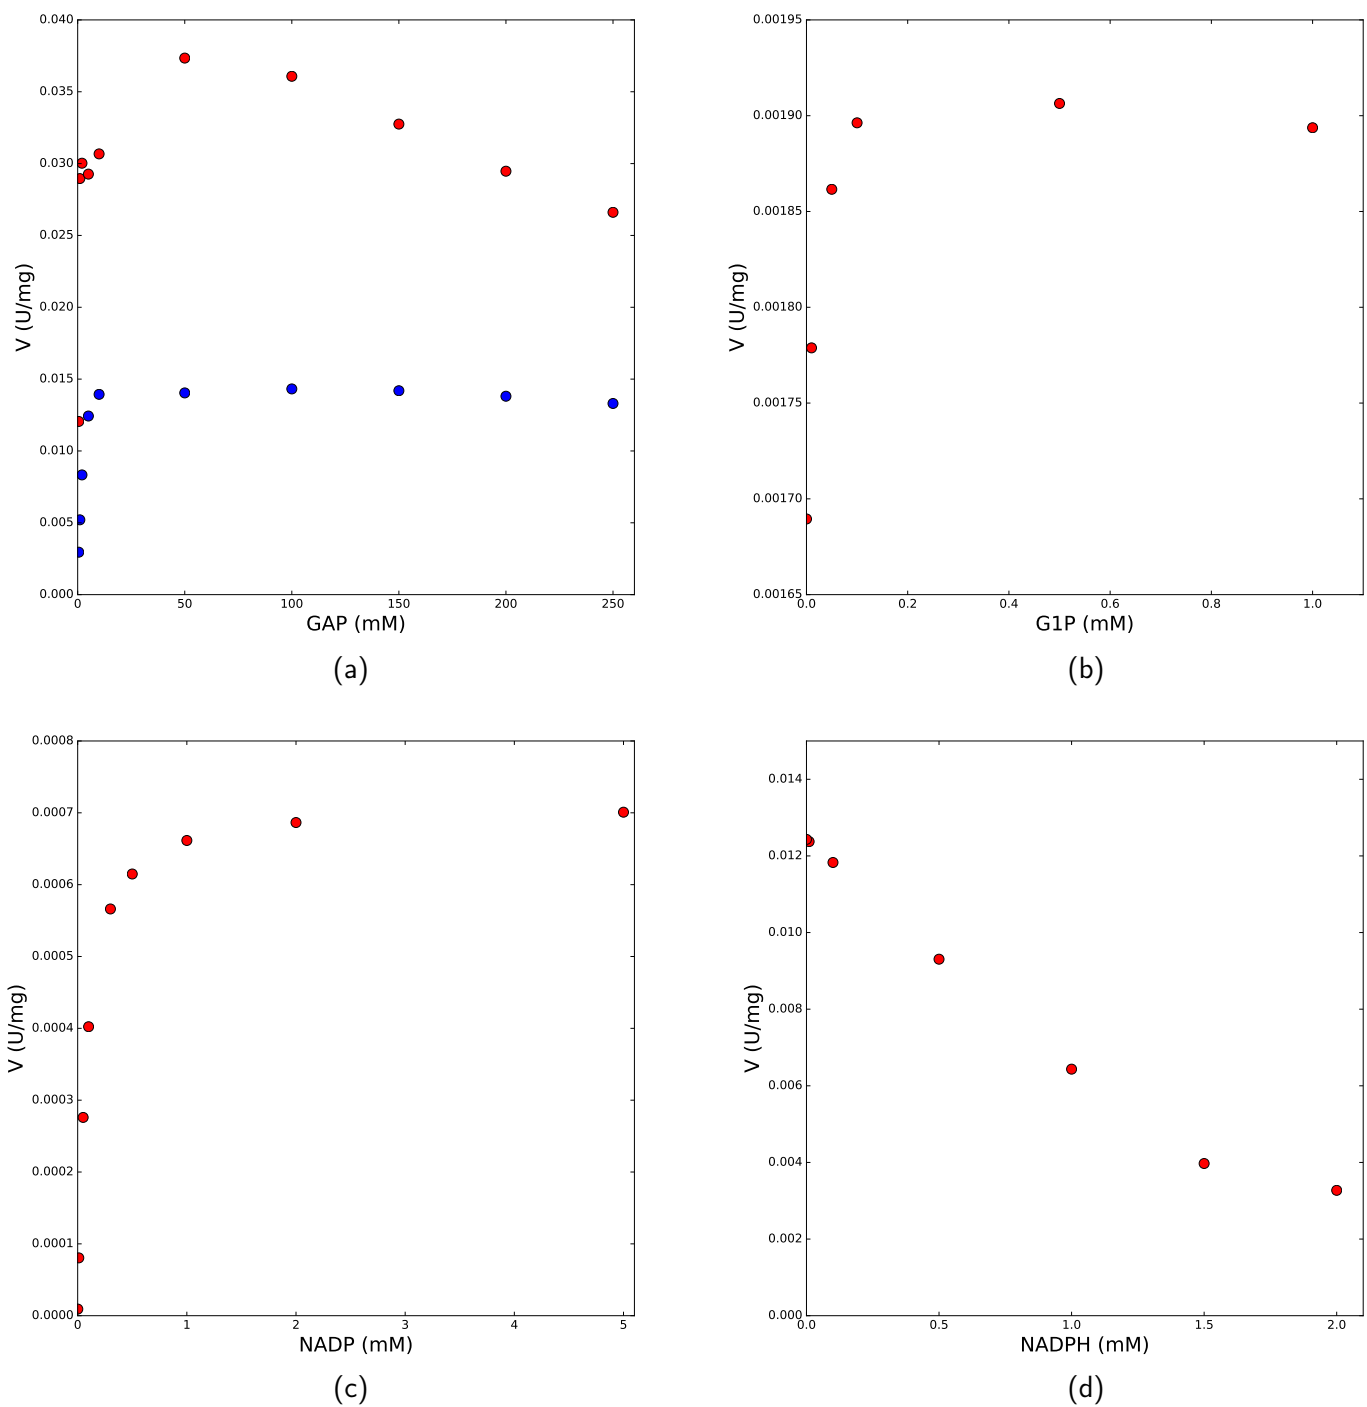 0.040
0.035
0.030
0.025
0.020
0.015
0.010
0.005
0.000
V (U/mg)
0 50 100 150 200 250
GAP (mM)
(a)
0.00195
0.00190
0.00185
0.00180
0.00175
0.00170
0.00165
V (U/mg)
0.0 0.2 0.4 0.6 0.8 1.0
G1P (mM)
(b)
0.0008
0.0007
0.0006
0.0005
0.0004
0.0003
0.0002
0.0001
0.0000
V (U/mg)
0 1 2 3 4 5
NADP (mM)
(c)
0.014
0.012
0.010
0.008
0.006
0.004
0.002
0.000
V (U/mg)
0.0 0.5 1.0 1.5 2.0
NADPH (mM)
(d)